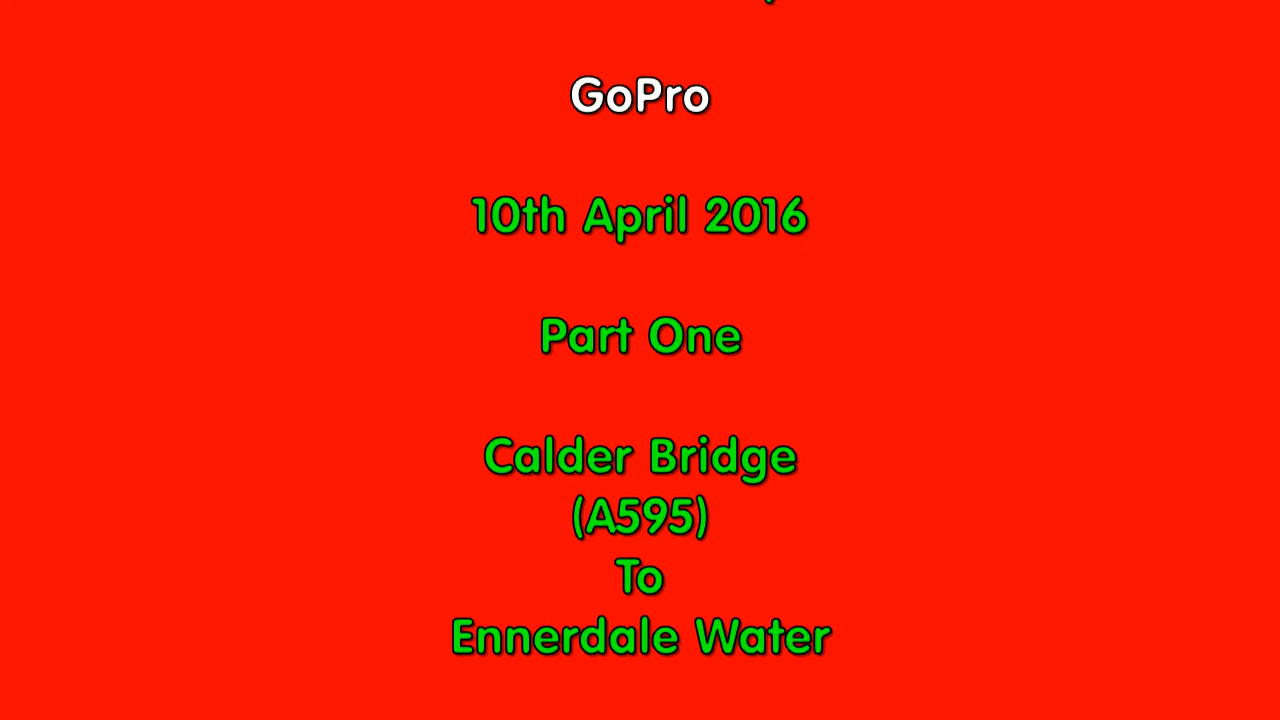 GoPro
10th April 2016
Part One
Calder Bridge
(A595)
To
Ennerdale Water